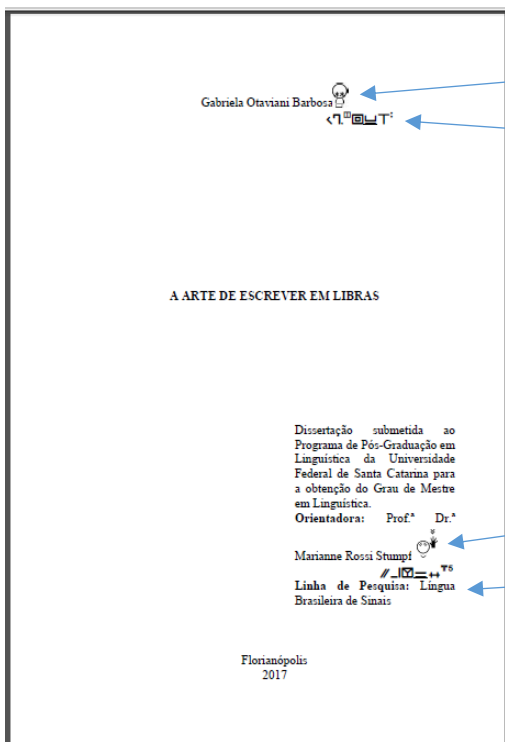 Gabriela Otaviani Barbosa
A ARTE DE ESCREVER EM LIBRAS
Dissertação submetida ao
Programa de Pós-Graduação em
Linguística da Universidade
Federal de Santa Catarina para
a obtenção do Grau de Mestre
em Linguística.
Orientadora: Prof.ª Dr.ª
Marianne Rossi Stumpf
Linha de Pesquisa: Língua
Brasileira de Sinais
Florianópolis
2017